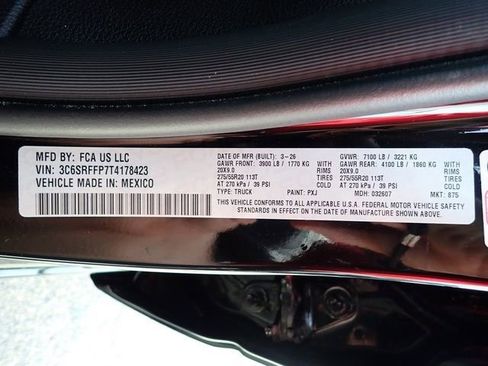 MFD BY: FCA US LLC
VIN: 3C6SRFFP7T4178423
VEHICLE MADE IN: MEXICO
DATE OF MFR (BUILT): 3-26 GVWR: 7100 LB / 3221 KG
GAWR FRONT: 3900 LB / 1770 KG GAWR REAR: 4100 LB / 1860 KG
20X9.0 RIMS 20X9.0 RIMS
275/55R20 113T TIRES 275/55R20 113T TIRES
AT 270 kPa / 39 PSI AT 270 kPa / 39 PSI
TYPE: TRUCK PAINT: PXJ MDH: 032607 MKT: 875
THIS VEHICLE CONFORMS TO ALL APPLICABLE U.S.A. FEDERAL MOTOR VEHICLE SAFETY
STANDARDS IN EFFECT ON THE DATE OF MANUFACTURE SHOWN ABOVE.